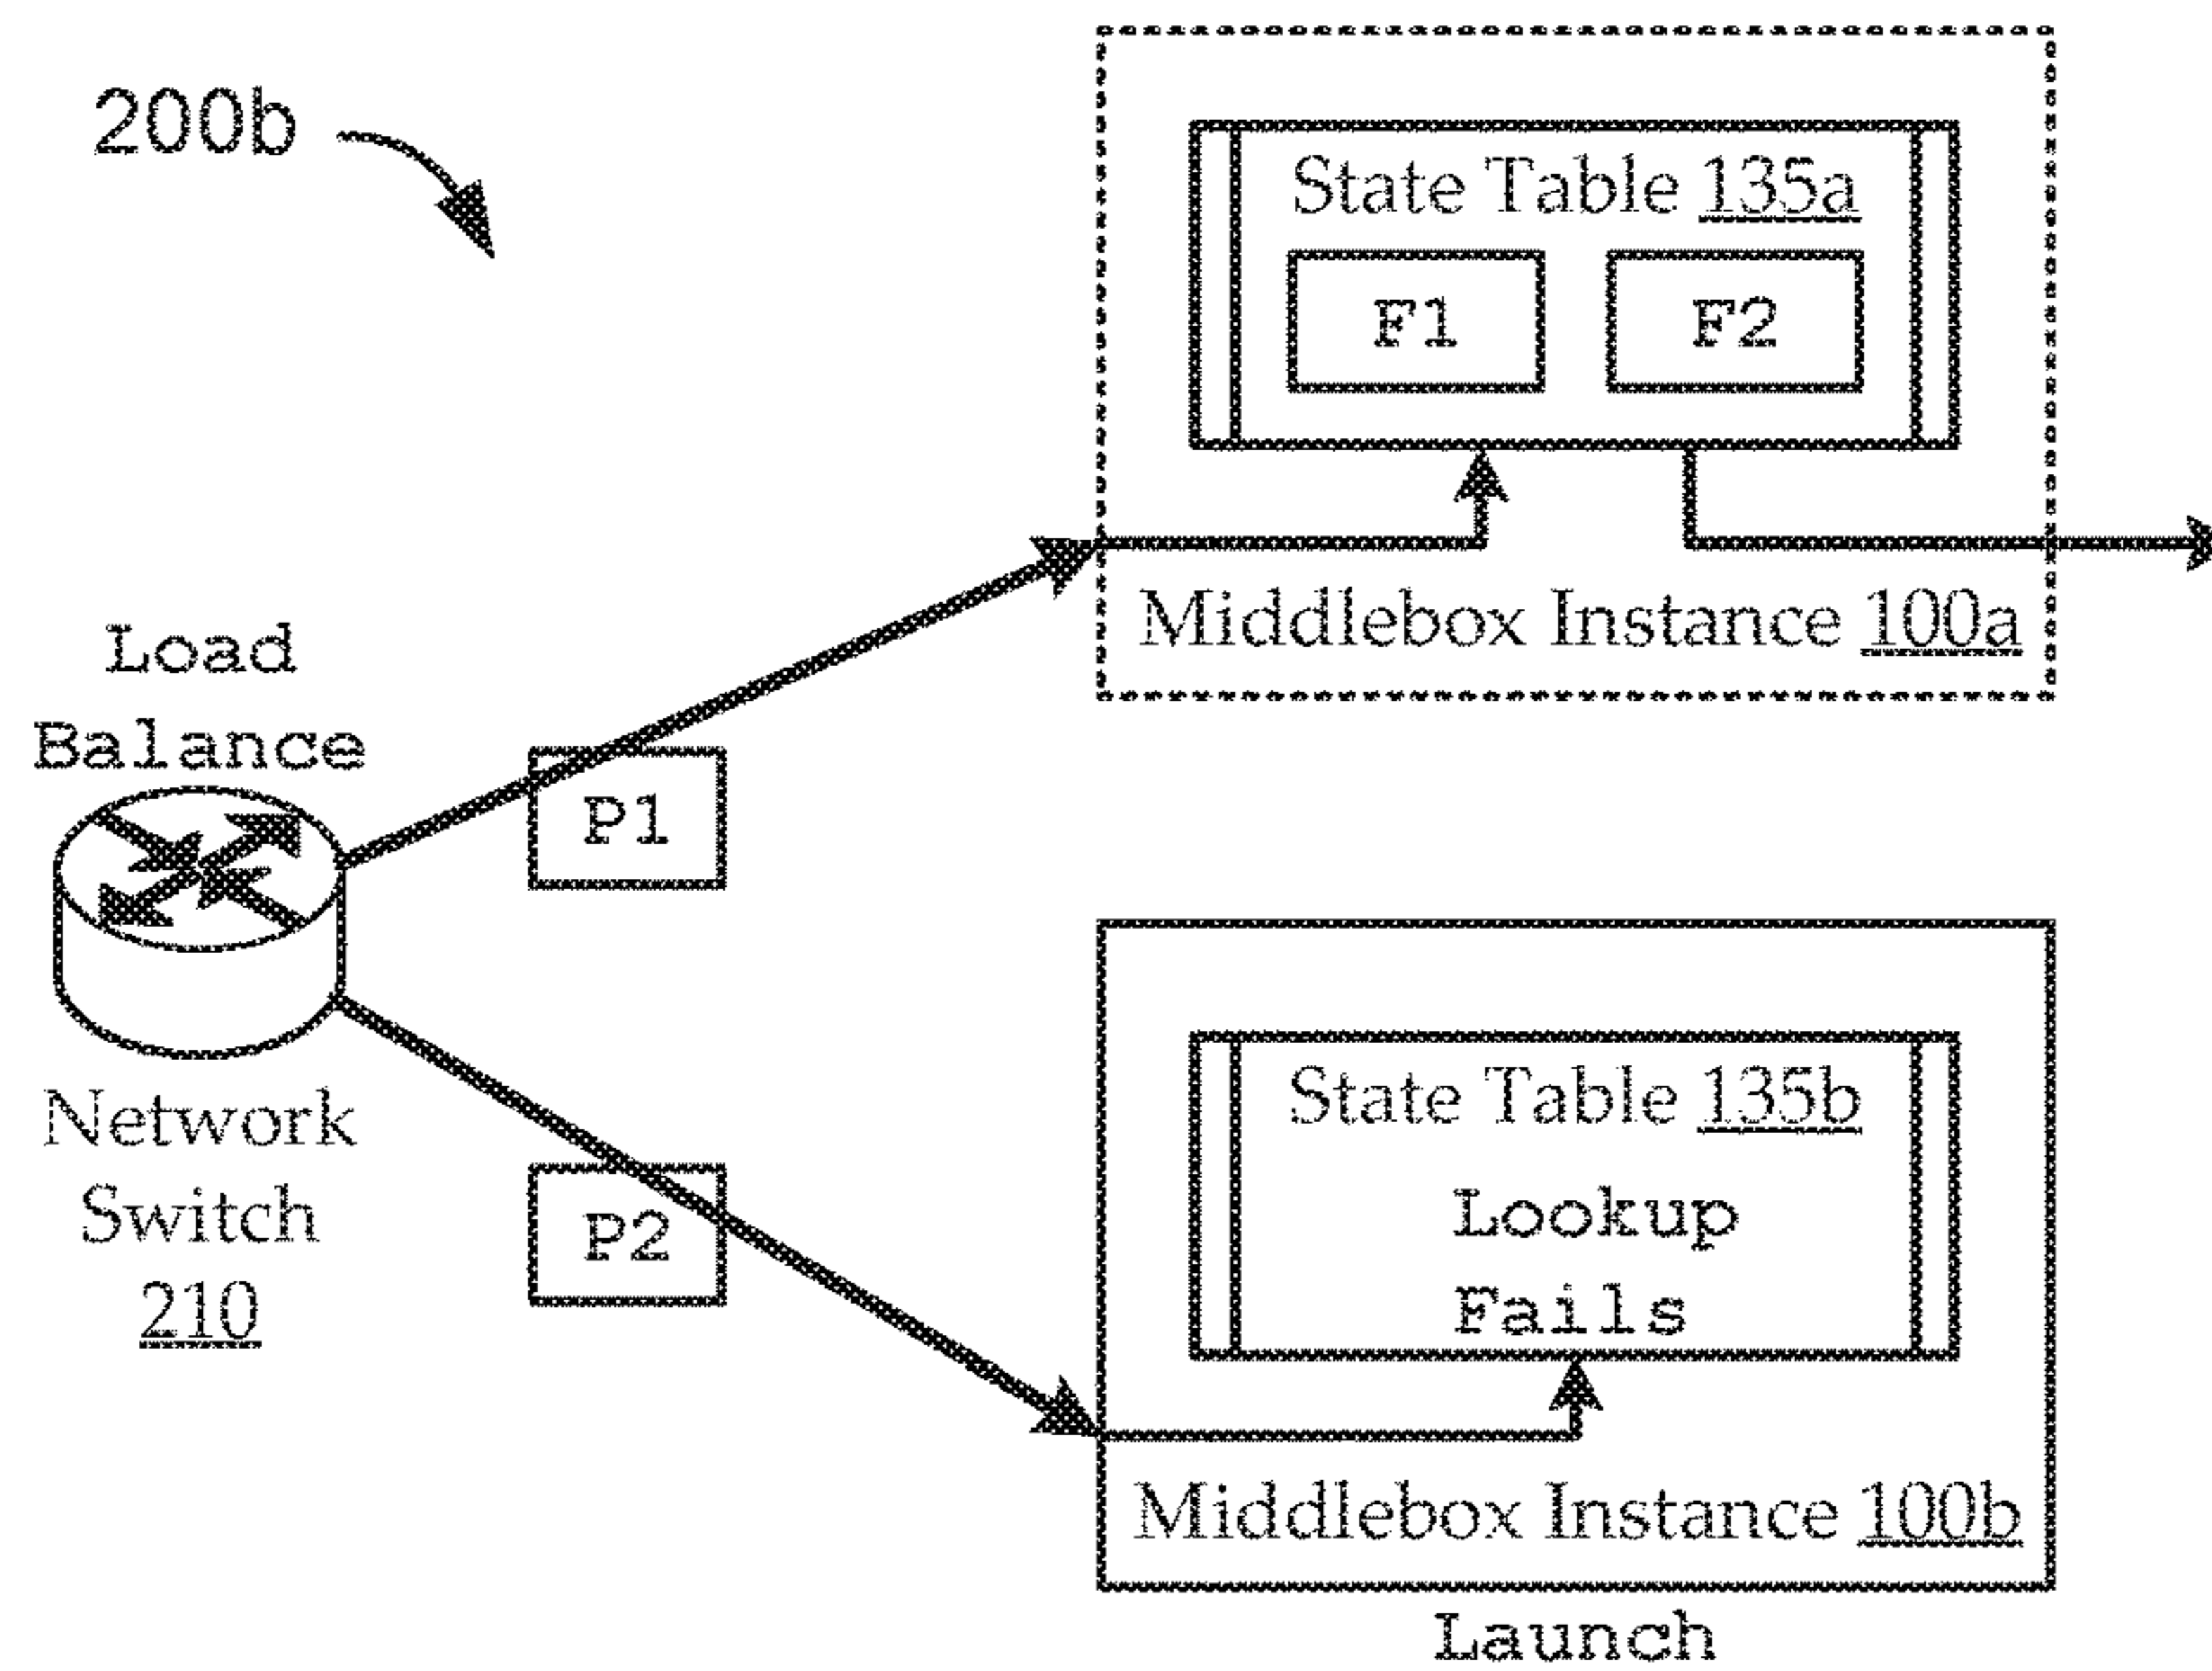 200b
State Table 135a
F1 F2
Middlebox Instance 100a
Load
Balance
P1
Network
Switch
210
P2
State Table 135b
Lookup
Fails
Middlebox Instance 100b
Launch